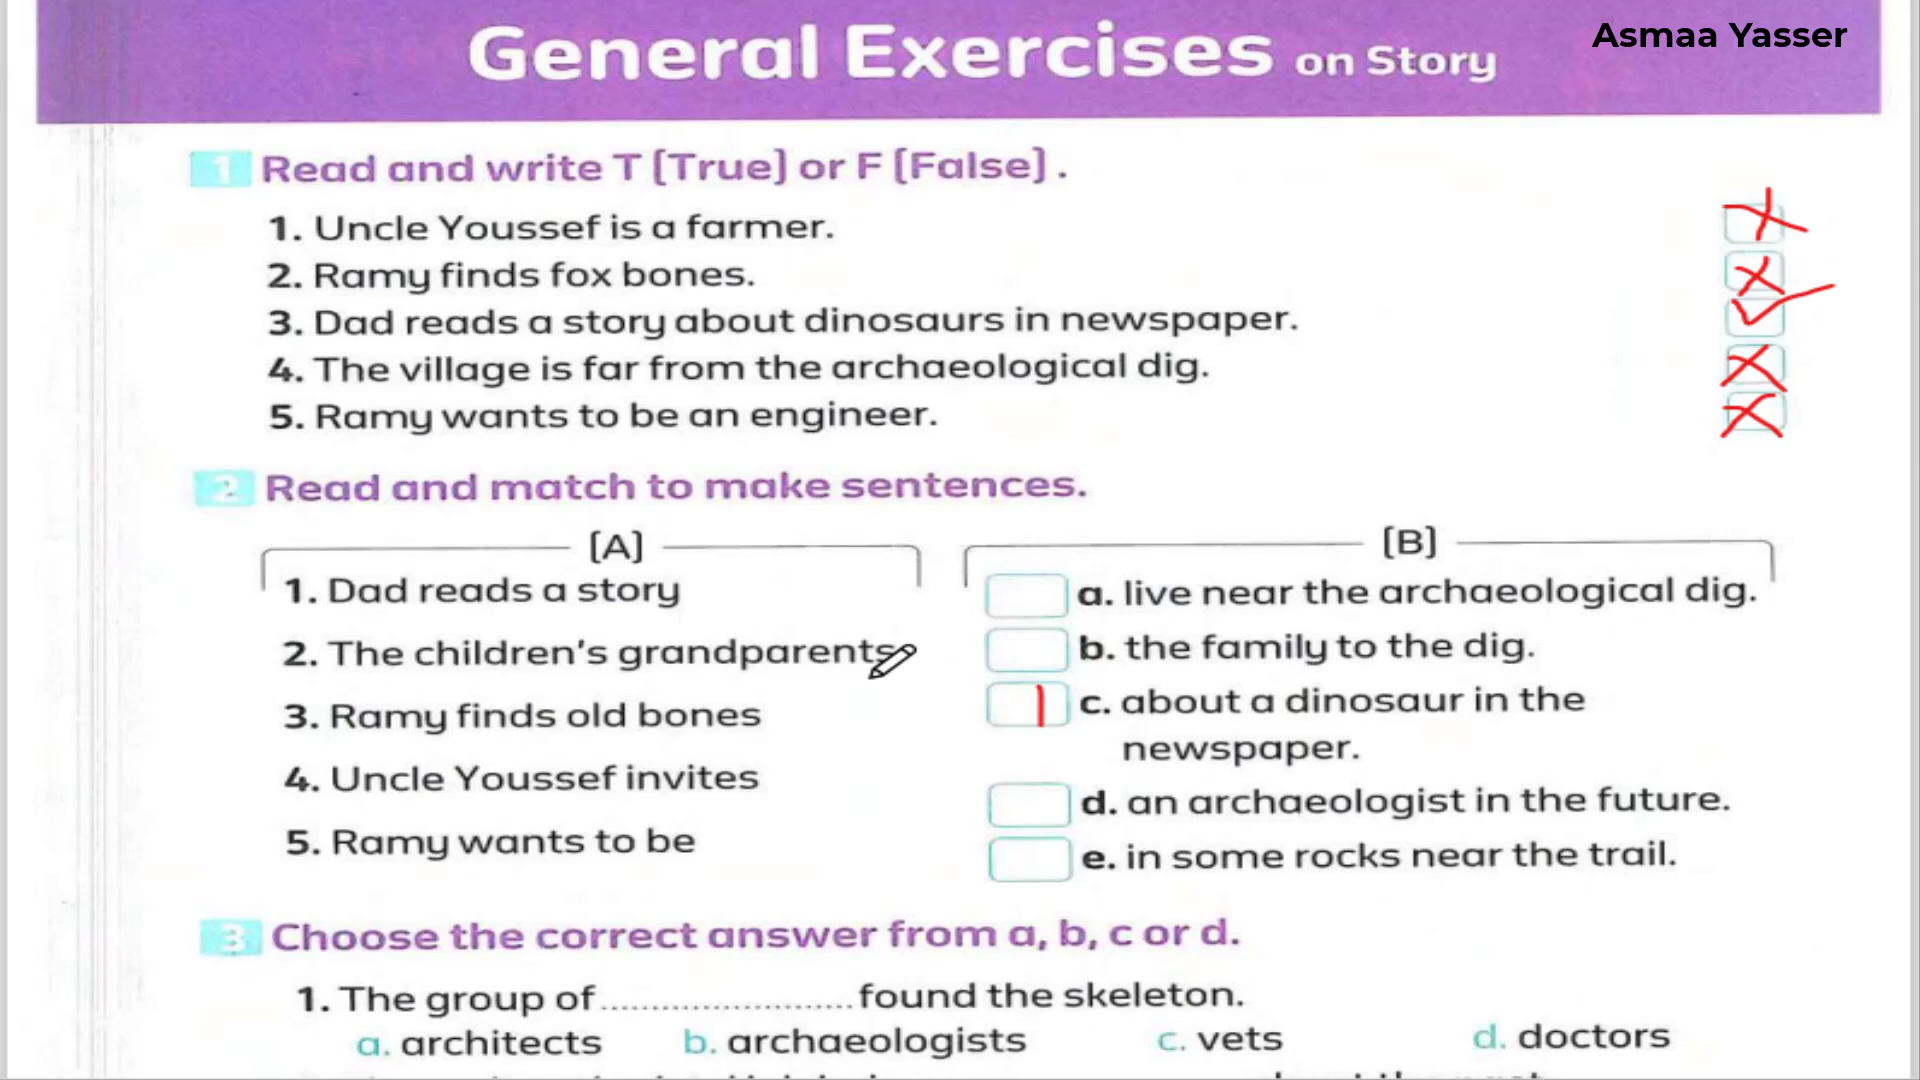 General Exercises on Story
Asmaa Yasser
1 Read and write T [True] or F [False] .
1. Uncle Youssef is a farmer. X
2. Ramy finds fox bones. X
3. Dad reads a story about dinosaurs in newspaper. ✓
4. The village is far from the archaeological dig. X
5. Ramy wants to be an engineer. X
2 Read and match to make sentences.
[A]
1. Dad reads a story
2. The children's grandparents
3. Ramy finds old bones
4. Uncle Youssef invites
5. Ramy wants to be
[B]
a. live near the archaeological dig.
b. the family to the dig.
1 c. about a dinosaur in the
newspaper.
d. an archaeologist in the future.
e. in some rocks near the trail.
3 Choose the correct answer from a, b, c or d.
1. The group of ........................ found the skeleton.
a. architects b. archaeologists c. vets d. doctors